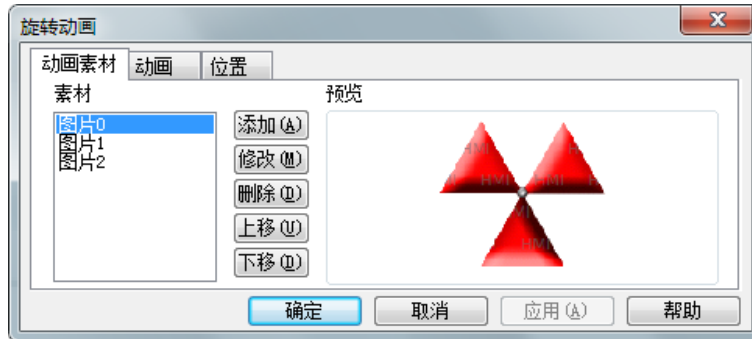 旋转动画
动画素材 动画 位置
素材
预览
图片0
图片1
图片2
添加(A)
修改(M)
删除(D)
上移(U)
下移(D)
HMI H
HMI HMI H
HMI
HMI
确定 取消 应用(A) 帮助